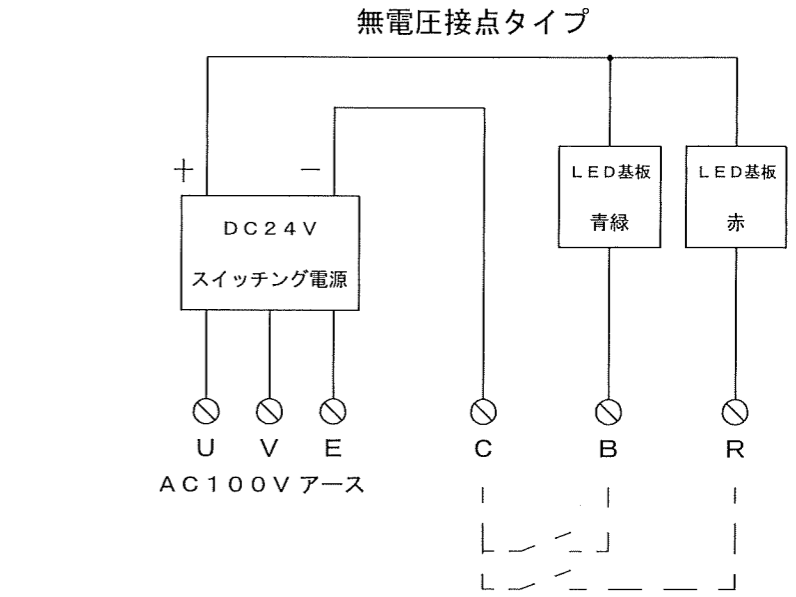 無電圧接点タイプ
＋ －
ＤＣ２４Ｖ
スイッチング電源
ＬＥＤ基板
青緑
ＬＥＤ基板
赤
U V E C B R
ＡＣ１００Ｖ アース